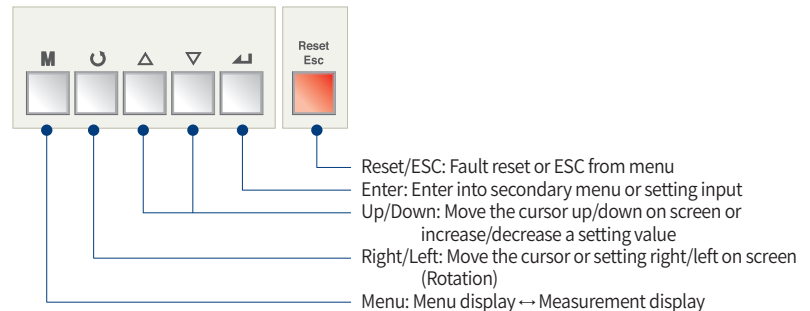 M
Reset
Esc
Reset/ESC: Fault reset or ESC from menu
Enter: Enter into secondary menu or setting input
Up/Down: Move the cursor up/down on screen or
increase/decrease a setting value
Right/Left: Move the cursor or setting right/left on screen
(Rotation)
Menu: Menu display ↔ Measurement display